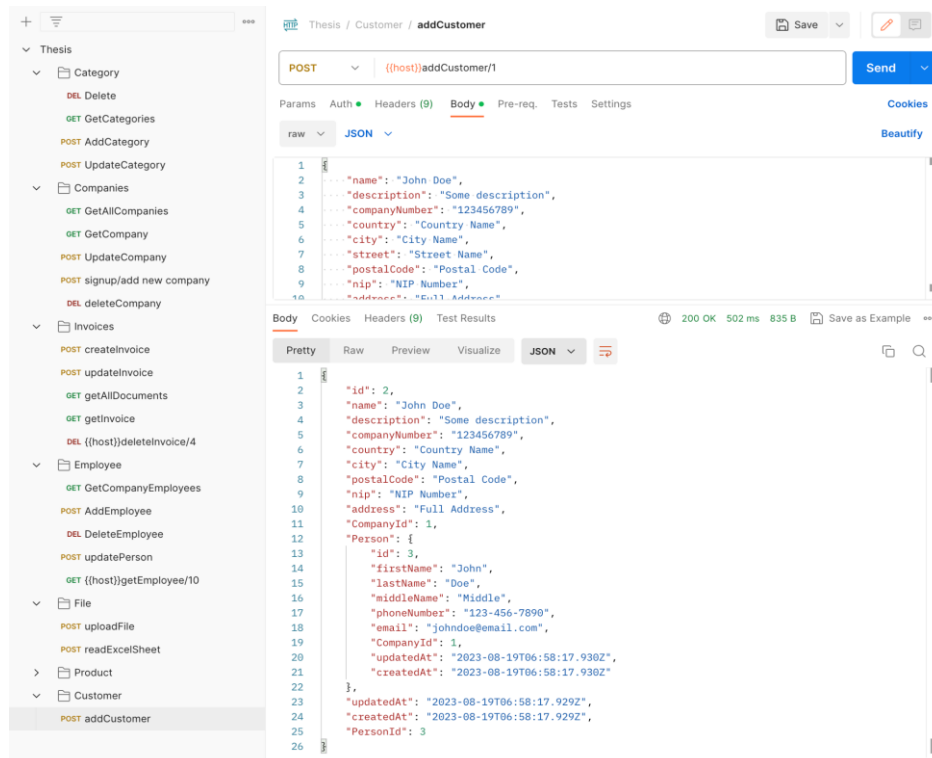 Thesis
Category
DEL Delete
GET GetCategories
POST AddCategory
POST UpdateCategory
Companies
GET GetAllCompanies
GET GetCompany
POST UpdateCompany
POST signup/add new company
DEL deleteCompany
Invoices
POST createInvoice
POST updateInvoice
GET getAllDocuments
GET getInvoice
DEL {{host}}deleteInvoice/4
Employee
GET GetCompanyEmployees
POST AddEmployee
DEL DeleteEmployee
POST updatePerson
GET {{host}}getEmployee/10
File
POST uploadFile
POST readExcelSheet
Product
Customer
POST addCustomer
HTTP Thesis / Customer / addCustomer Save
POST {{host}}addCustomer/1 Send
Params Auth Headers (9) Body Pre-req. Tests Settings Cookies
raw JSON Beautify
1 {
2 "name": "John Doe",
3 "description": "Some description",
4 "companyNumber": "123456789",
5 "country": "Country Name",
6 "city": "City Name",
7 "street": "Street Name",
8 "postalCode": "Postal Code",
9 "nip": "NIP Number",
10 "address": "Full Address"
Body Cookies Headers (9) Test Results 200 OK 502 ms 835 B Save as Example
Pretty Raw Preview Visualize JSON
1 {
2 "id": 2,
3 "name": "John Doe",
4 "description": "Some description",
5 "companyNumber": "123456789",
6 "country": "Country Name",
7 "city": "City Name",
8 "postalCode": "Postal Code",
9 "nip": "NIP Number",
10 "address": "Full Address",
11 "CompanyId": 1,
12 "Person": {
13 "id": 3,
14 "firstName": "John",
15 "lastName": "Doe",
16 "middleName": "Middle",
17 "phoneNumber": "123-456-7890",
18 "email": "johndoe@email.com",
19 "CompanyId": 1,
20 "updatedAt": "2023-08-19T06:58:17.930Z",
21 "createdAt": "2023-08-19T06:58:17.930Z"
22 },
23 "updatedAt": "2023-08-19T06:58:17.929Z",
24 "createdAt": "2023-08-19T06:58:17.929Z",
25 "PersonId": 3
26 }